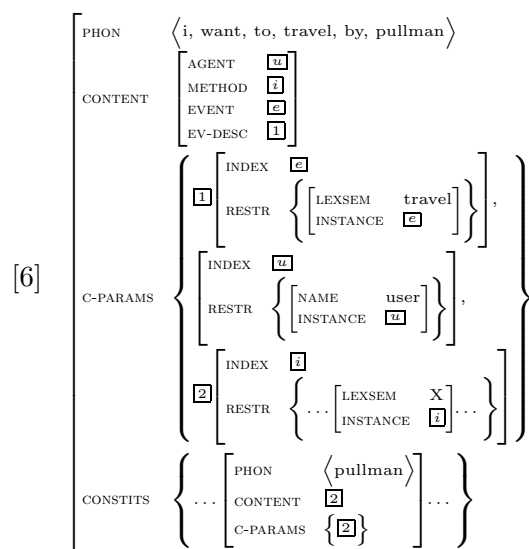 PHON ⟨i, want, to, travel, by, pullman⟩
CONTENT
AGENT u
METHOD i
EVENT e
EV-DESC 1
INDEX e
1
RESTR { [ LEXSEM travel
INSTANCE e ] } ,
INDEX u
[6] C-PARAMS
RESTR { [ NAME user
INSTANCE u ] } ,
INDEX i
2
RESTR { ... [ LEXSEM X
INSTANCE i ] ... }
PHON ⟨pullman⟩
CONSTITS { ... [ CONTENT 2 ] ... }
C-PARAMS { 2 }